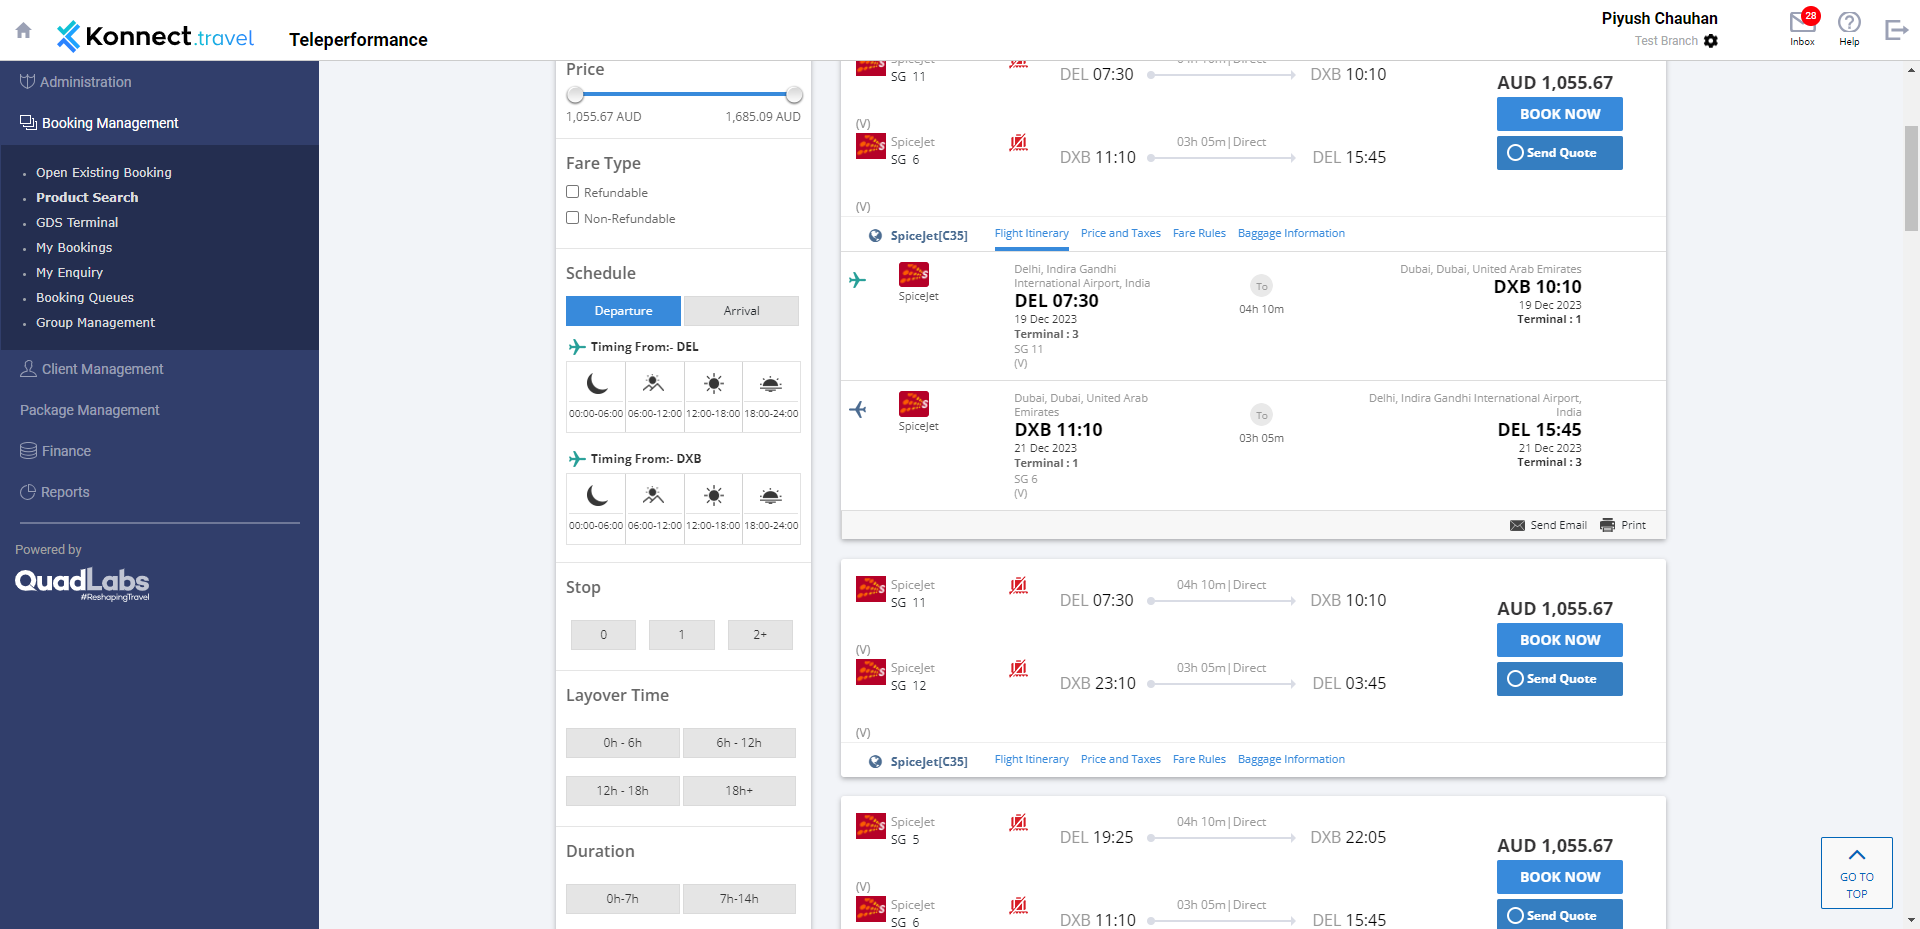 Konnect.travel
Teleperformance
Piyush Chauhan
Test Branch
28
Inbox
Help
Administration
Booking Management
Open Existing Booking
Product Search
GDS Terminal
My Bookings
My Enquiry
Booking Queues
Group Management
Client Management
Package Management
Finance
Reports
Powered by
QuadLabs
#ReshapingTravel
Price
1,055.67 AUD 1,685.09 AUD
Fare Type
Refundable
Non-Refundable
Schedule
Departure Arrival
Timing From:- DEL
00:00-06:00 06:00-12:00 12:00-18:00 18:00-24:00
Timing From:- DXB
00:00-06:00 06:00-12:00 12:00-18:00 18:00-24:00
Stop
0 1 2+
Layover Time
0h - 6h 6h - 12h
12h - 18h 18h+
Duration
0h-7h 7h-14h
SpiceJet 04h 10m|Direct
SG 11 DEL 07:30 DXB 10:10
AUD 1,055.67
BOOK NOW
(V)
SpiceJet 03h 05m|Direct
SG 6 DXB 11:10 DEL 15:45
Send Quote
(V)
SpiceJet[C35] Flight Itinerary Price and Taxes Fare Rules Baggage Information
SpiceJet
Delhi, Indira Gandhi
International Airport, India
DEL 07:30
19 Dec 2023
Terminal : 3
SG 11
(V)
To
04h 10m
Dubai, Dubai, United Arab Emirates
DXB 10:10
19 Dec 2023
Terminal : 1
SpiceJet
Dubai, Dubai, United Arab
Emirates
DXB 11:10
21 Dec 2023
Terminal : 1
SG 6
(V)
To
03h 05m
Delhi, Indira Gandhi International Airport,
India
DEL 15:45
21 Dec 2023
Terminal : 3
Send Email Print
SpiceJet 04h 10m|Direct
SG 11 DEL 07:30 DXB 10:10
AUD 1,055.67
BOOK NOW
(V)
SpiceJet 03h 05m|Direct
SG 12 DXB 23:10 DEL 03:45
Send Quote
(V)
SpiceJet[C35] Flight Itinerary Price and Taxes Fare Rules Baggage Information
SpiceJet 04h 10m|Direct
SG 5 DEL 19:25 DXB 22:05
AUD 1,055.67
BOOK NOW
(V)
SpiceJet 03h 05m|Direct
SG 6 DXB 11:10 DEL 15:45
Send Quote
GO TO
TOP